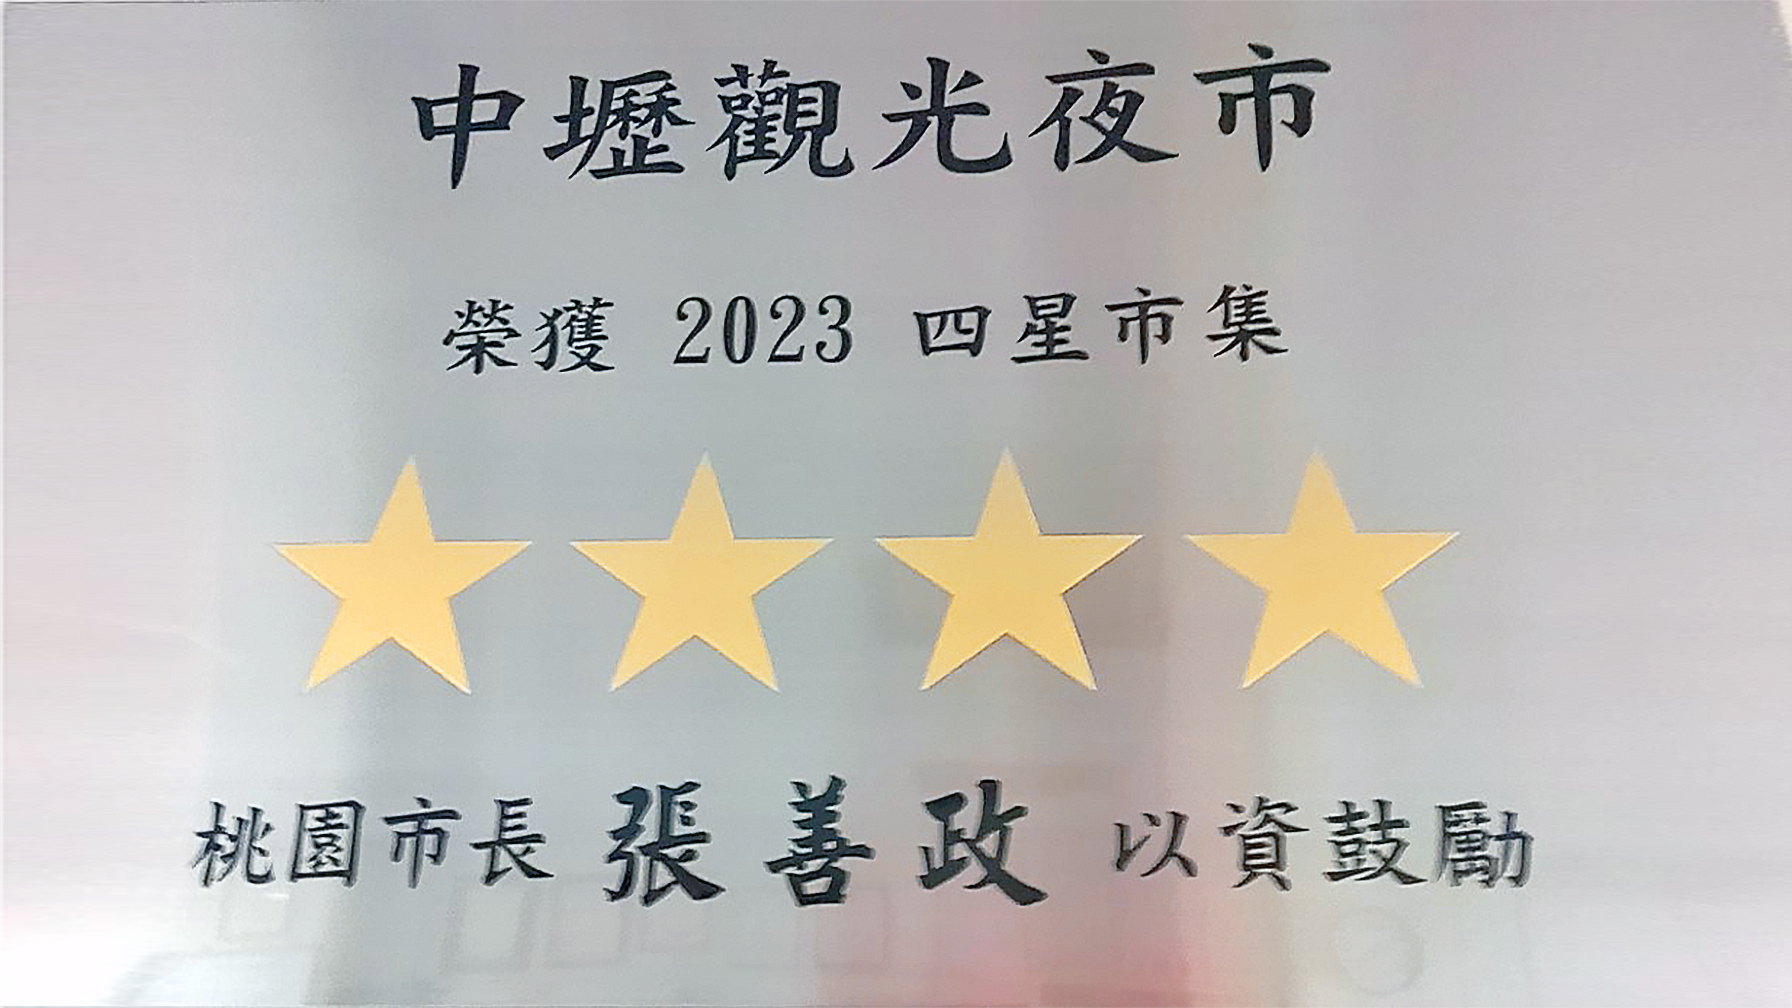 中壢觀光夜市
榮獲 2023 四星市集
桃園市長 張善政 以資鼓勵